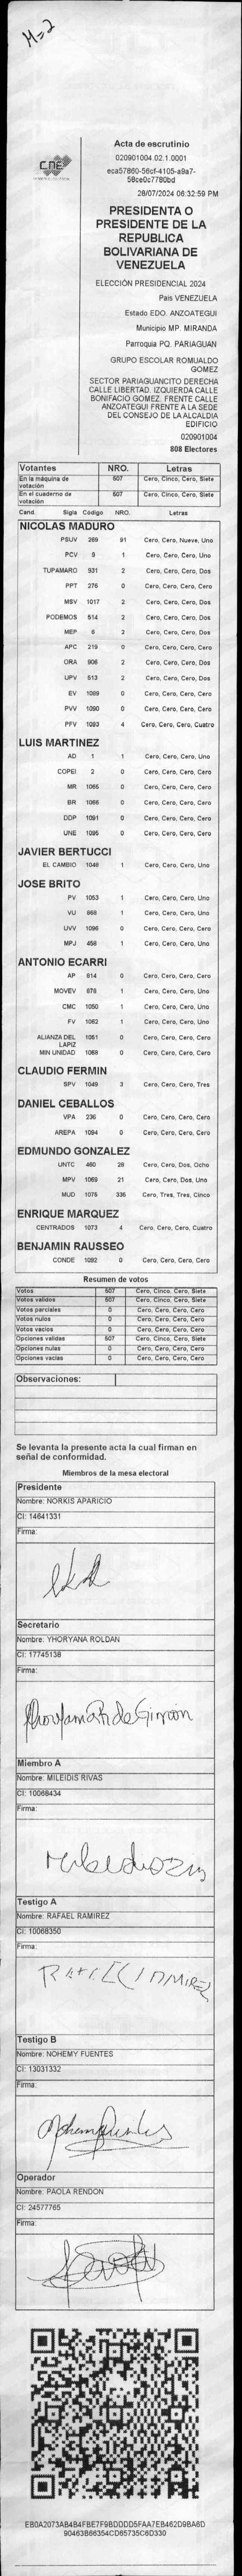 M=2
CNE
Acta de escrutinio
020901004.02.1.0001
eca57860-56cf-4105-a9a7-
58ce0c7780bd
28/07/2024 06:32:59 PM
PRESIDENTA O
PRESIDENTE DE LA
REPUBLICA
BOLIVARIANA DE
VENEZUELA
ELECCIÓN PRESIDENCIAL 2024
País VENEZUELA
Estado EDO. ANZOATEGUI
Municipio MP. MIRANDA
Parroquia PQ. PARIAGUAN
GRUPO ESCOLAR ROMUALDO
GOMEZ
SECTOR PARIAGUANCITO DERECHA
CALLE LIBERTAD. IZQUIERDA CALLE
BONIFACIO GOMEZ. FRENTE CALLE
ANZOATEGUI FRENTE A LA SEDE
DEL CONSEJO DE LA ALCALDIA
EDIFICIO
020901004
808 Electores
Votantes NRO. Letras
En la máquina de votación 507 Cero, Cinco, Cero, Siete
En el cuaderno de votación 507 Cero, Cinco, Cero, Siete
Cand. Sigla Código NRO. Letras
NICOLAS MADURO
PSUV 269 91 Cero, Cero, Nueve, Uno
PCV 9 1 Cero, Cero, Cero, Uno
TUPAMARO 931 2 Cero, Cero, Cero, Dos
PPT 276 0 Cero, Cero, Cero, Cero
MSV 1017 2 Cero, Cero, Cero, Dos
PODEMOS 514 2 Cero, Cero, Cero, Dos
MEP 6 2 Cero, Cero, Cero, Dos
APC 219 0 Cero, Cero, Cero, Cero
ORA 906 2 Cero, Cero, Cero, Dos
UPV 513 2 Cero, Cero, Cero, Dos
EV 1089 0 Cero, Cero, Cero, Cero
PVV 1090 0 Cero, Cero, Cero, Cero
PFV 1093 4 Cero, Cero, Cero, Cuatro
LUIS MARTINEZ
AD 1 1 Cero, Cero, Cero, Uno
COPEI 2 0 Cero, Cero, Cero, Cero
MR 1065 0 Cero, Cero, Cero, Cero
BR 1066 0 Cero, Cero, Cero, Cero
DDP 1091 0 Cero, Cero, Cero, Cero
UNE 1095 0 Cero, Cero, Cero, Cero
JAVIER BERTUCCI
EL CAMBIO 1048 1 Cero, Cero, Cero, Uno
JOSE BRITO
PV 1053 1 Cero, Cero, Cero, Uno
VU 868 1 Cero, Cero, Cero, Uno
UVV 1096 0 Cero, Cero, Cero, Cero
MPJ 458 1 Cero, Cero, Cero, Uno
ANTONIO ECARRI
AP 814 0 Cero, Cero, Cero, Cero
MOVEV 879 1 Cero, Cero, Cero, Uno
CMC 1050 1 Cero, Cero, Cero, Uno
FV 1062 1 Cero, Cero, Cero, Uno
ALIANZA DEL LAPIZ 1051 0 Cero, Cero, Cero, Cero
MIN UNIDAD 1068 0 Cero, Cero, Cero, Cero
CLAUDIO FERMIN
SPV 1049 3 Cero, Cero, Cero, Tres
DANIEL CEBALLOS
VPA 236 0 Cero, Cero, Cero, Cero
AREPA 1094 0 Cero, Cero, Cero, Cero
EDMUNDO GONZALEZ
UNTC 460 28 Cero, Cero, Dos, Ocho
MPV 1069 21 Cero, Cero, Dos, Uno
MUD 1075 335 Cero, Tres, Tres, Cinco
ENRIQUE MARQUEZ
CENTRADOS 1073 4 Cero, Cero, Cero, Cuatro
BENJAMIN RAUSSEO
CONDE 1092 0 Cero, Cero, Cero, Cero
Resumen de votos
Votos 507 Cero, Cinco, Cero, Siete
Votos validos 507 Cero, Cinco, Cero, Siete
Votos parciales 0 Cero, Cero, Cero, Cero
Votos nulos 0 Cero, Cero, Cero, Cero
Votos vacios 0 Cero, Cero, Cero, Cero
Opciones validas 507 Cero, Cinco, Cero, Siete
Opciones nulas 0 Cero, Cero, Cero, Cero
Opciones vacias 0 Cero, Cero, Cero, Cero
Observaciones:
Se levanta la presente acta la cual firman en
señal de conformidad.
Miembros de la mesa electoral
Presidente
Nombre: NORKIS APARICIO
CI: 14641331
Firma:
Secretario
Nombre: YHORYANA ROLDAN
CI: 17745138
Firma:
Miembro A
Nombre: MILEIDIS RIVAS
CI: 10068434
Firma:
Testigo A
Nombre: RAFAEL RAMIREZ
CI: 10068350
Firma:
Testigo B
Nombre: NOHEMY FUENTES
CI: 13031332
Firma:
Operador
Nombre: PAOLA RENDON
CI: 24577765
Firma:
EB0A2073AB4B4FBE7F9BDDDD5FAA7EB462D9BA6D
90463B66354CD65735C8D330